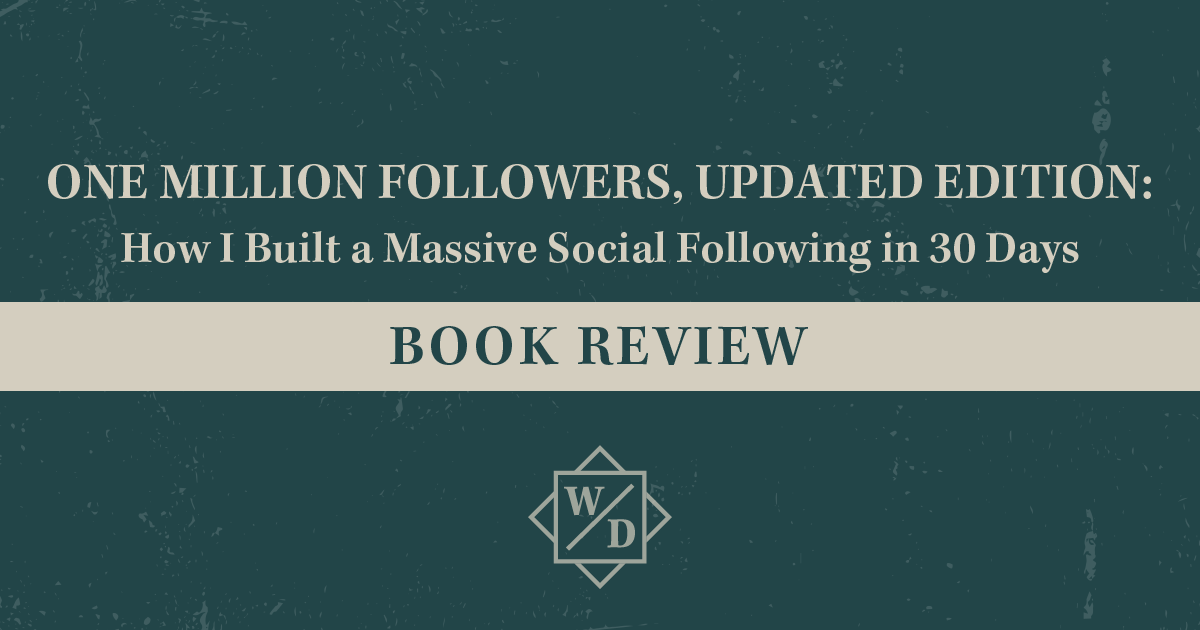 ONE MILLION FOLLOWERS, UPDATED EDITION:
How I Built a Massive Social Following in 30 Days
BOOK REVIEW
W
D